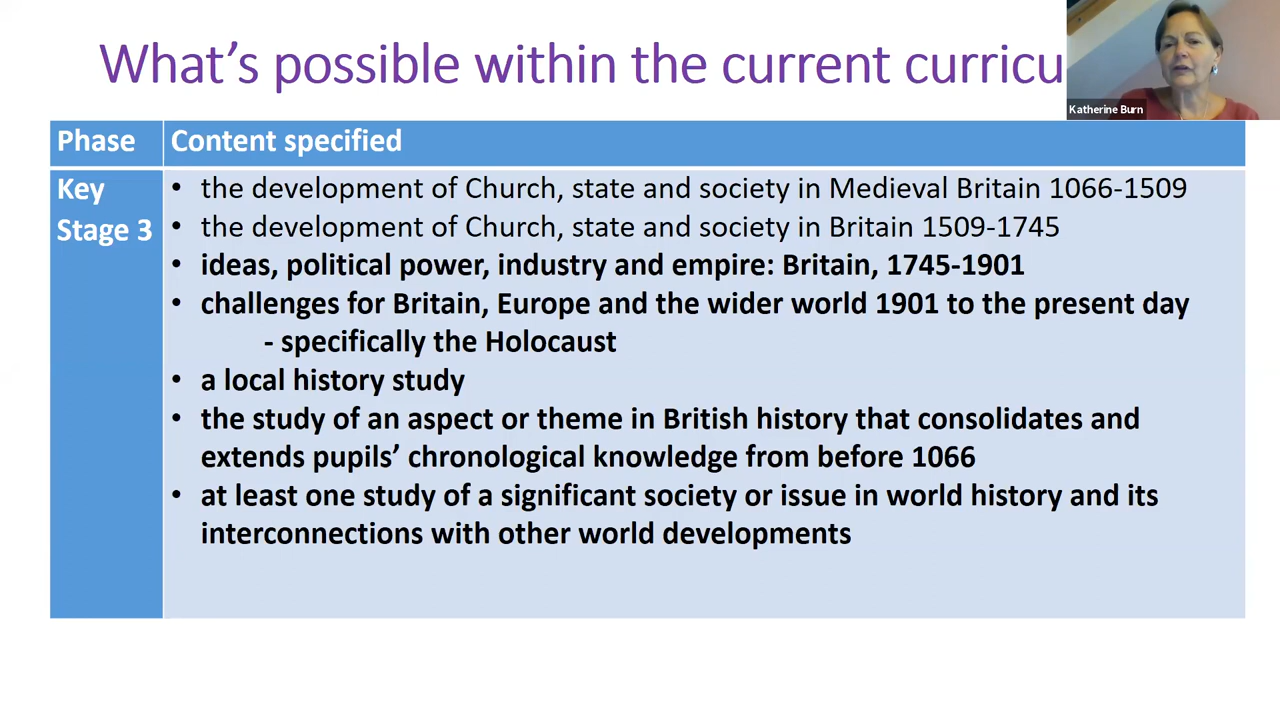 What's possible within the current curricu
Katherine Burn
Phase
Content specified
Key
Stage 3
• the development of Church, state and society in Medieval Britain 1066-1509
• the development of Church, state and society in Britain 1509-1745
• ideas, political power, industry and empire: Britain, 1745-1901
• challenges for Britain, Europe and the wider world 1901 to the present day
- specifically the Holocaust
• a local history study
• the study of an aspect or theme in British history that consolidates and
extends pupils' chronological knowledge from before 1066
• at least one study of a significant society or issue in world history and its
interconnections with other world developments